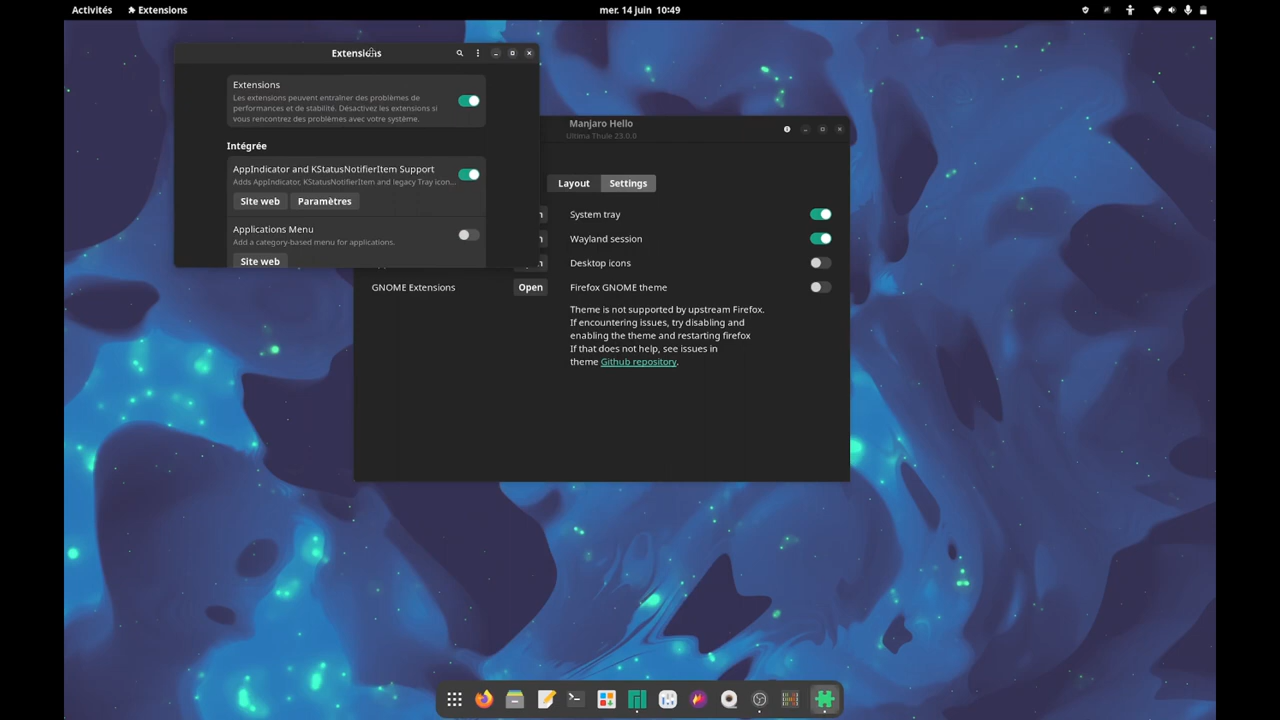 Activités
Extensions
mer. 14 juin 10:49
Extensions
Extensions
Les extensions peuvent entraîner des problèmes de
performances et de stabilité. Désactivez les extensions si
vous rencontrez des problèmes avec votre système.
Intégrée
AppIndicator and KStatusNotifierItem Support
Adds AppIndicator, KStatusNotifierItem and legacy Tray icon...
Site web Paramètres
Applications Menu
Add a category-based menu for applications.
Site web
Manjaro Hello
Ultima Thule 23.0.0
Layout Settings
System tray
Wayland session
Desktop icons
GNOME Extensions Open
Firefox GNOME theme
Theme is not supported by upstream Firefox.
If encountering issues, try disabling and
enabling the theme and restarting firefox
If that does not help, see issues in
theme Github repository.